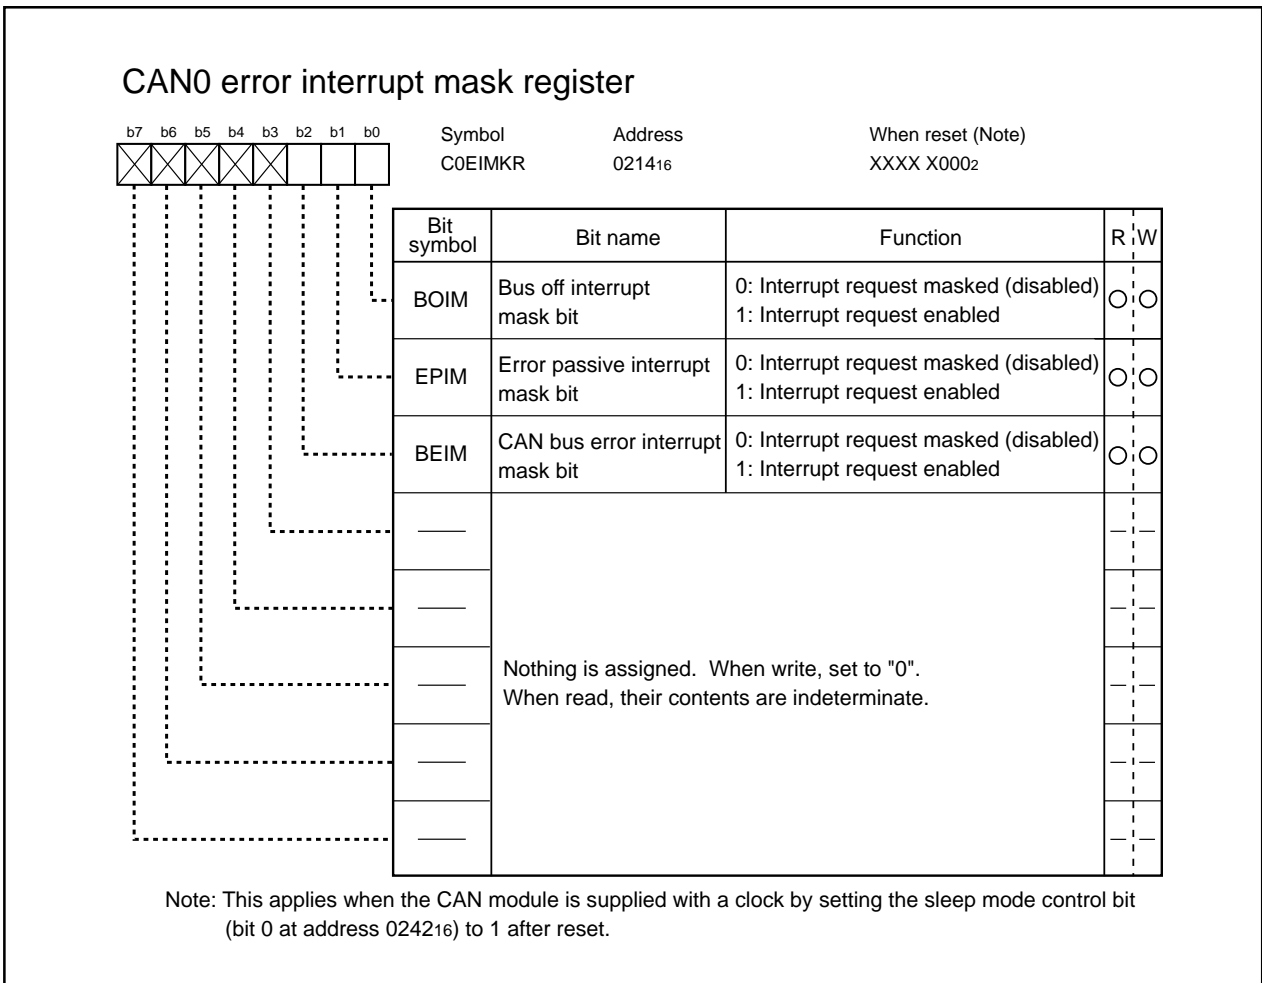 CAN0 error interrupt mask register
b7 b6 b5 b4 b3 b2 b1 b0
Symbol Address When reset (Note)
C0EIMKR 021416 XXXX X0002
Bit symbol Bit name Function R W
BOIM Bus off interrupt mask bit 0: Interrupt request masked (disabled)
1: Interrupt request enabled
EPIM Error passive interrupt mask bit 0: Interrupt request masked (disabled)
1: Interrupt request enabled
BEIM CAN bus error interrupt mask bit 0: Interrupt request masked (disabled)
1: Interrupt request enabled
Nothing is assigned. When write, set to "0".
When read, their contents are indeterminate.
Note: This applies when the CAN module is supplied with a clock by setting the sleep mode control bit
(bit 0 at address 024216) to 1 after reset.